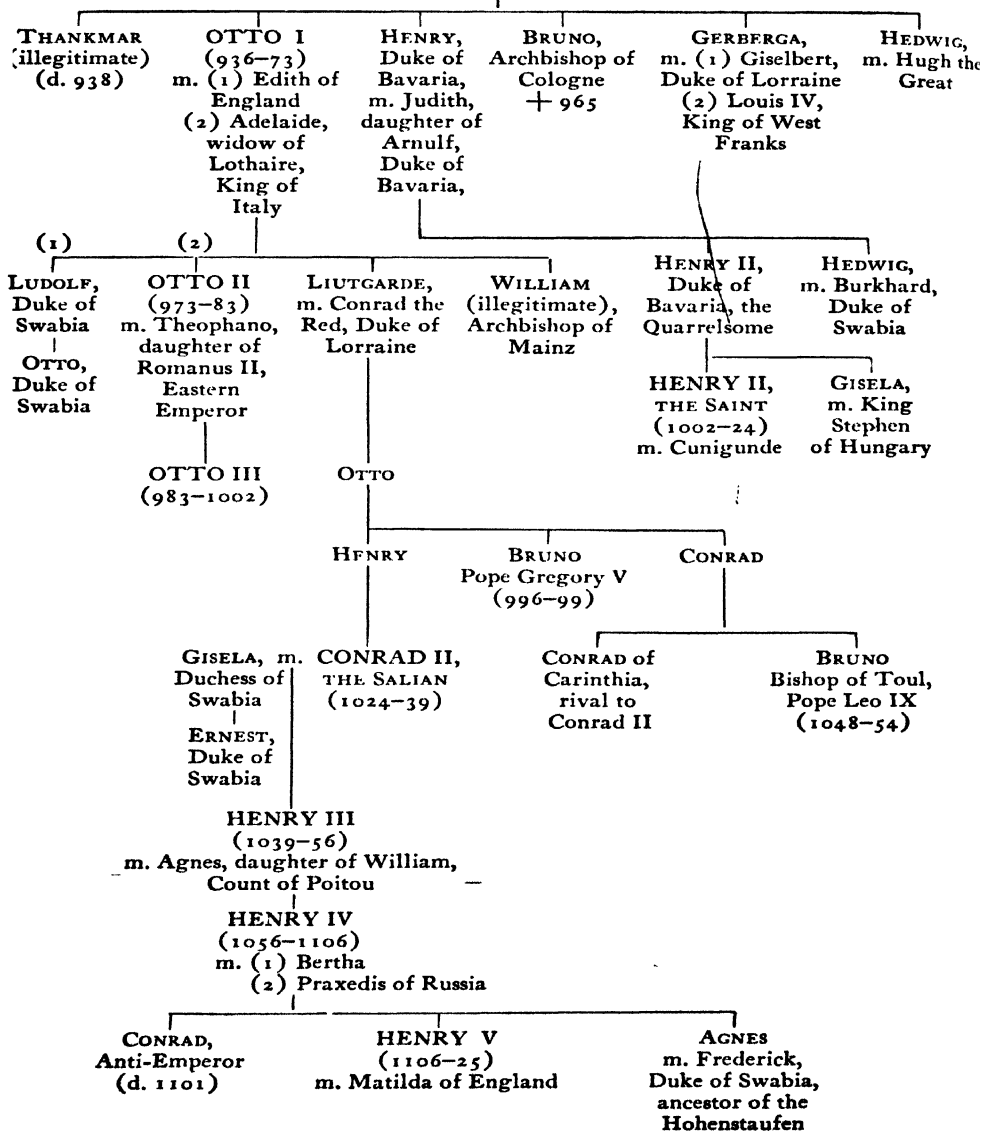 THANKMAR
(illegitimate)
(d. 938)
OTTO I
(936–73)
m. (1) Edith of
England
(2) Adelaide,
widow of
Lothaire,
King of
Italy
HENRY,
Duke of
Bavaria,
m. Judith,
daughter of
Arnulf,
Duke of
Bavaria,
BRUNO,
Archbishop of
Cologne
+ 965
GERBERGA,
m. (1) Giselbert,
Duke of Lorraine
(2) Louis IV,
King of West
Franks
HEDWIG,
m. Hugh the
Great
(1)
(2)
LUDOLF,
Duke of
Swabia
OTTO,
Duke of
Swabia
OTTO II
(973–83)
m. Theophano,
daughter of
Romanus II,
Eastern
Emperor
OTTO III
(983–1002)
LIUTGARDE,
m. Conrad the
Red, Duke of
Lorraine
WILLIAM
(illegitimate),
Archbishop of
Mainz
HENRY II,
Duke of
Bavaria, the
Quarrelsome
HEDWIG,
m. Burkhard,
Duke of
Swabia
HENRY II,
THE SAINT
(1002–24)
m. Cunigunde
GISELA,
m. King
Stephen
of Hungary
OTTO
HENRY
BRUNO
Pope Gregory V
(996–99)
CONRAD
GISELA, m. CONRAD II,
Duchess of
Swabia
THE SALIAN
(1024–39)
ERNEST,
Duke of
Swabia
CONRAD of
Carinthia,
rival to
Conrad II
BRUNO
Bishop of Toul,
Pope Leo IX
(1048–54)
HENRY III
(1039–56)
m. Agnes, daughter of William,
Count of Poitou
HENRY IV
(1056–1106)
m. (1) Bertha
(2) Praxedis of Russia
CONRAD,
Anti-Emperor
(d. 1101)
HENRY V
(1106–25)
m. Matilda of England
AGNES
m. Frederick,
Duke of Swabia,
ancestor of the
Hohenstaufen